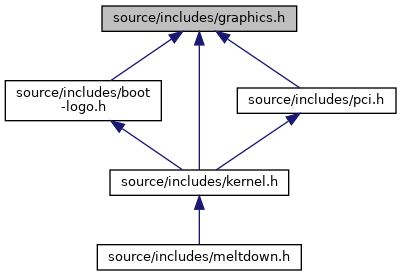 source/includes/graphics.h
source/includes/boot
-logo.h
source/includes/pci.h
source/includes/kernel.h
source/includes/meltdown.h